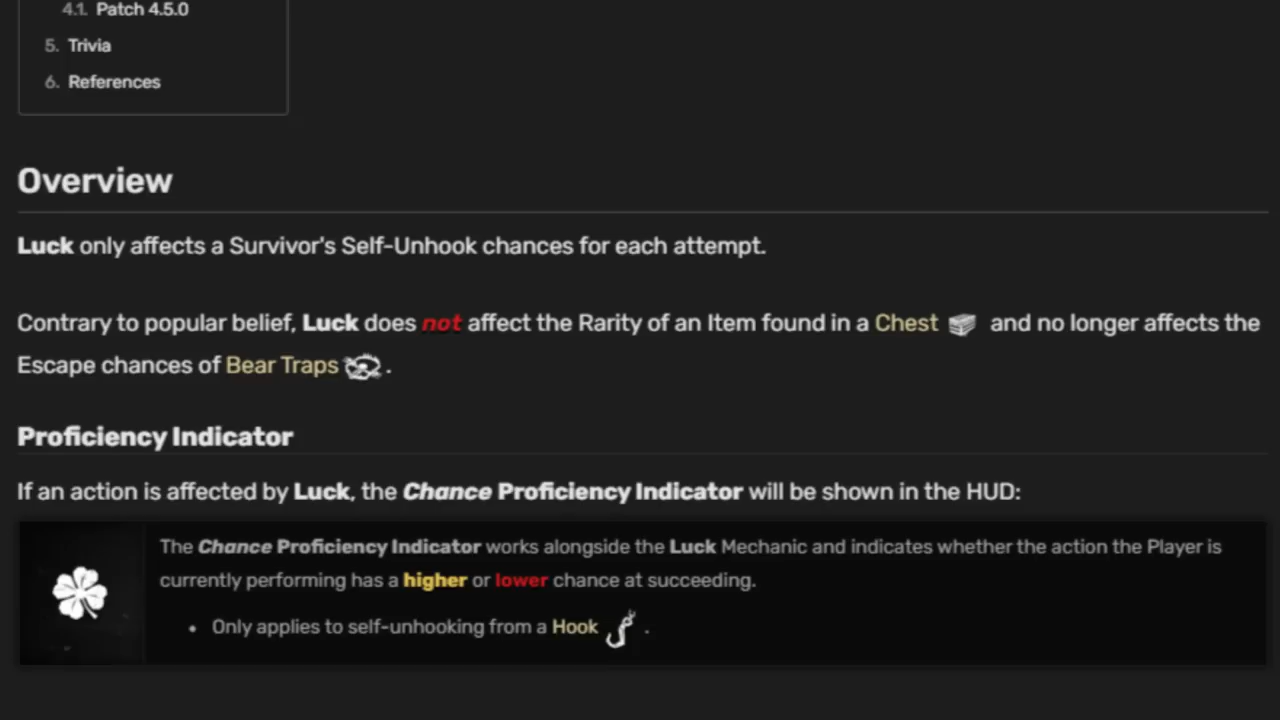 4.1. Patch 4.5.0
5. Trivia
6. References
Overview
Luck only affects a Survivor's Self-Unhook chances for each attempt.
Contrary to popular belief, Luck does not affect the Rarity of an Item found in a Chest and no longer affects the
Escape chances of Bear Traps .
Proficiency Indicator
If an action is affected by Luck, the Chance Proficiency Indicator will be shown in the HUD:
The Chance Proficiency Indicator works alongside the Luck Mechanic and indicates whether the action the Player is
currently performing has a higher or lower chance at succeeding.
• Only applies to self-unhooking from a Hook .